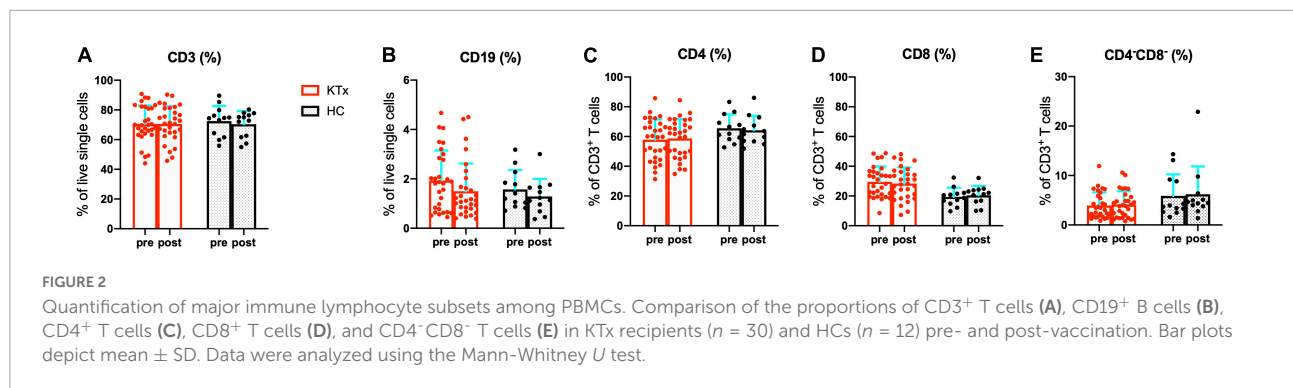 A
CD3 (%)
% of live single cells
100
80
60
40
20
0
pre post
pre post
KTx
HC
B
CD19 (%)
% of live single cells
6
4
2
0
pre post
pre post
C
CD4 (%)
% of CD3⁺ T cells
100
80
60
40
20
0
pre post
pre post
D
CD8 (%)
% of CD3⁺ T cells
100
80
60
40
20
0
pre post
pre post
E
CD4⁻CD8⁻ (%)
% of CD3⁺ T cells
30
20
10
0
pre post
pre post
FIGURE 2
Quantification of major immune lymphocyte subsets among PBMCs. Comparison of the proportions of CD3⁺ T cells (A), CD19⁺ B cells (B),
CD4⁺ T cells (C), CD8⁺ T cells (D), and CD4⁻CD8⁻ T cells (E) in KTx recipients (n = 30) and HCs (n = 12) pre- and post-vaccination. Bar plots
depict mean ± SD. Data were analyzed using the Mann-Whitney U test.